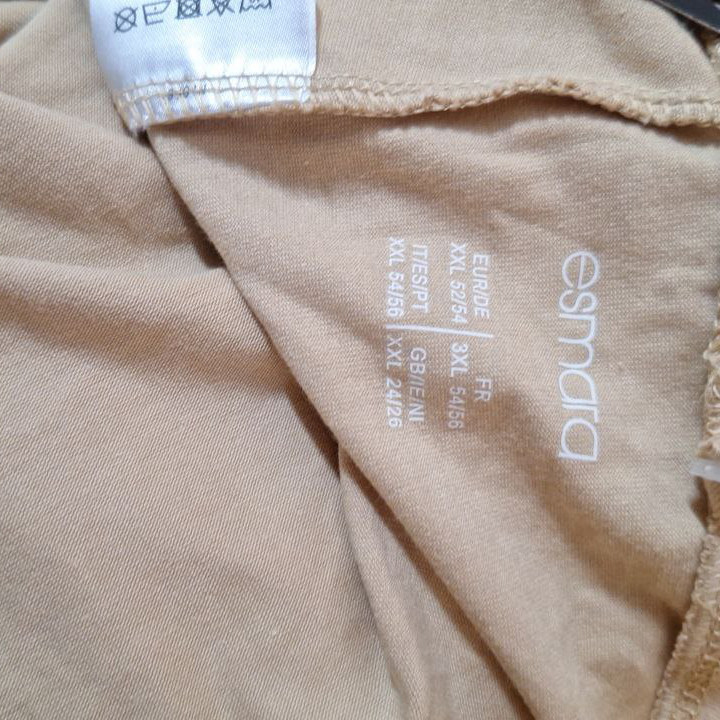 esmara
EUR/DE | FR
XXL 52/54 | 3XL 54/56
IT/ES/PT | GB/IE/NI
XXL 54/56 | XXL 24/26